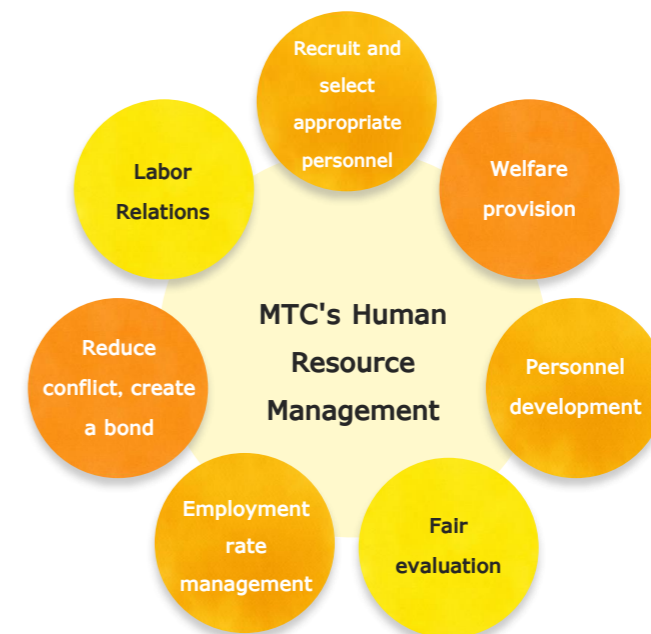 Recruit and
select
appropriate
personnel
Welfare
provision
Personnel
development
Fair
evaluation
Employment
rate
management
Reduce
conflict, create
a bond
Labor
Relations
MTC's Human
Resource
Management